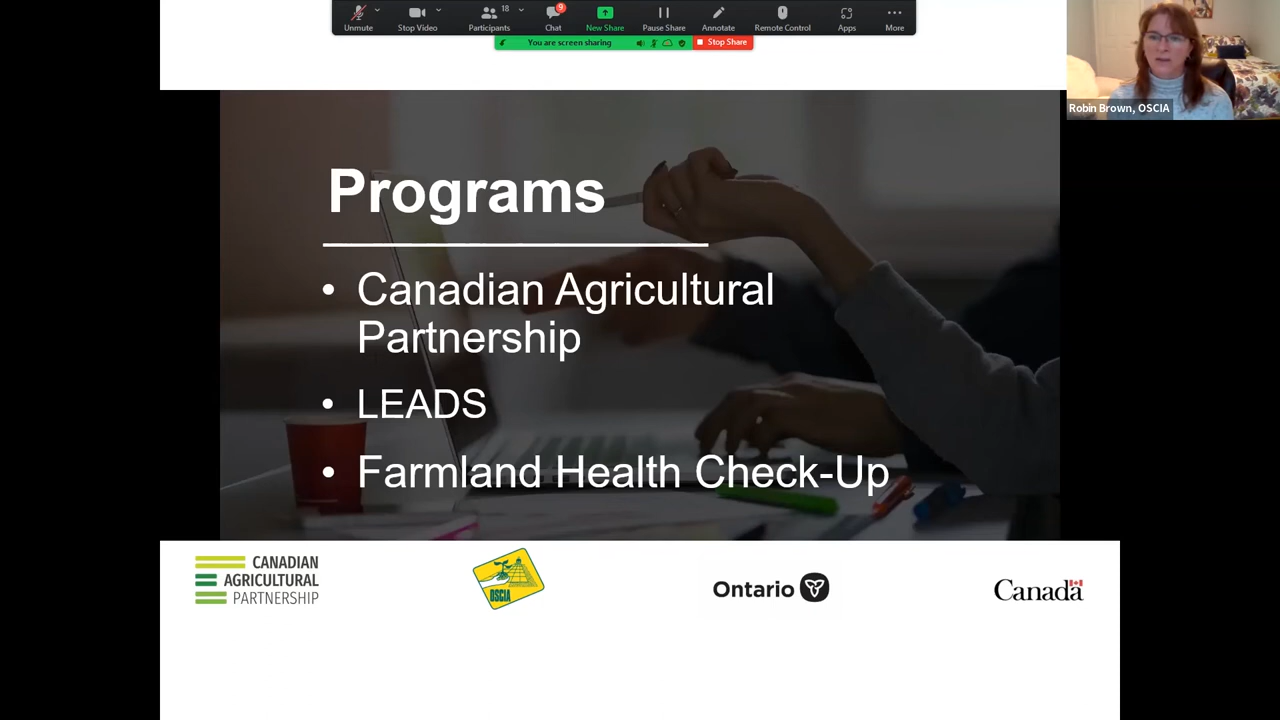 18
9
Unmute
Stop Video
Participants
Chat
New Share
Pause Share
Annotate
Remote Control
Apps
More
You are screen sharing
Stop Share
Robin Brown, OSCIA
Programs
• Canadian Agricultural
Partnership
• LEADS
• Farmland Health Check-Up
CANADIAN
AGRICULTURAL
PARTNERSHIP
OSCIA
Ontario
Canada